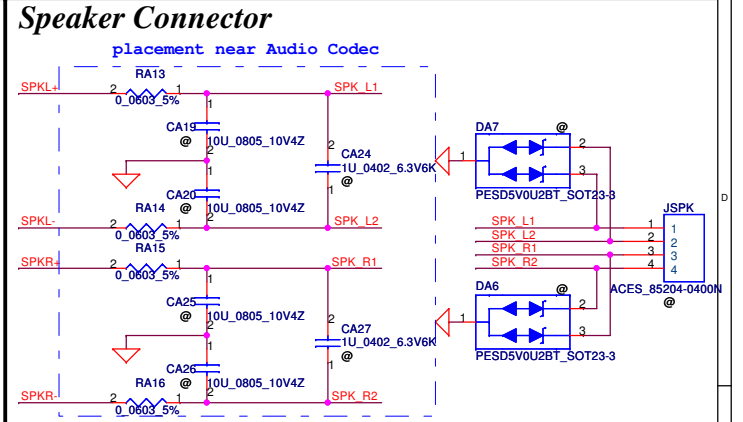 Speaker Connector
placement near Audio Codec
SPKL+
2
RA13
1
0_0603_5%
SPK_L1
1
CA19
@
10U_0805_10V4Z
2
2
CA24
1U_0402_6.3V6K
@
1
1
CA20
@
10U_0805_10V4Z
2
SPKL-
2
RA14
1
0_0603_5%
SPK_L2
SPKR+
2
RA15
1
0_0603_5%
SPK_R1
1
CA25
@
10U_0805_10V4Z
2
2
CA27
1U_0402_6.3V6K
@
1
1
CA26
@
10U_0805_10V4Z
2
SPKR-
2
RA16
1
0_0603_5%
SPK_R2
DA7
@
1
2
3
PESD5V0U2BT_SOT23-3
SPK_L1
SPK_L2
SPK_R1
SPK_R2
JSPK
1 1
2 2
3 3
4 4
ACES_85204-0400N
@
DA6
@
1
2
3
PESD5V0U2BT_SOT23-3
D